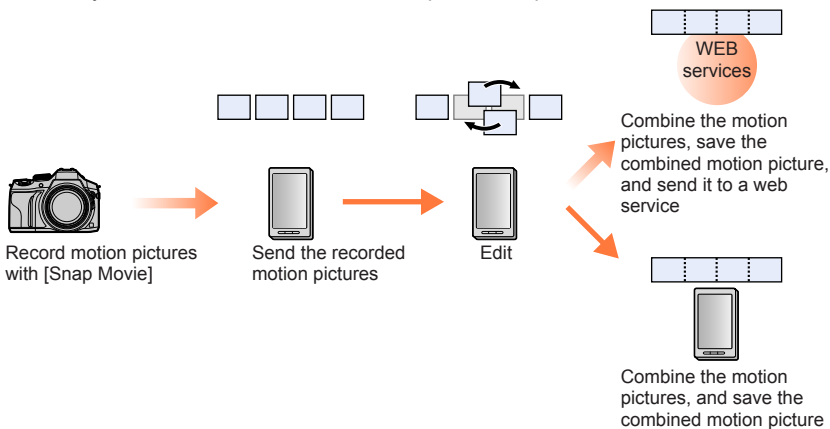 Record motion pictures
with [Snap Movie]
Send the recorded
motion pictures
Edit
WEB
services
Combine the motion
pictures, save the
combined motion picture,
and send it to a web
service
Combine the motion
pictures, and save the
combined motion picture